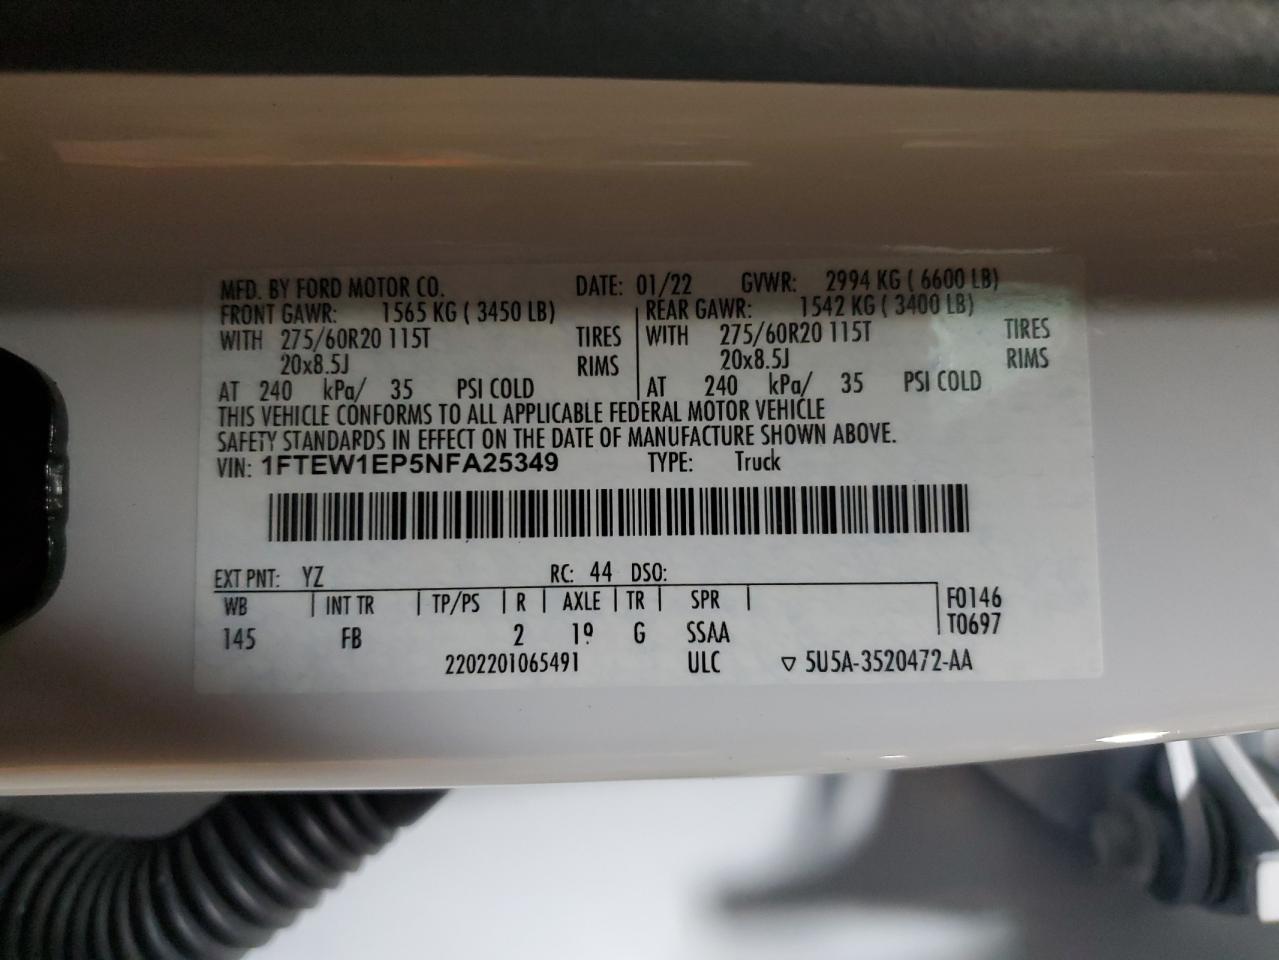 MFD. BY FORD MOTOR CO. DATE: 01/22 GVWR: 2994 KG ( 6600 LB)
FRONT GAWR: 1565 KG ( 3450 LB) REAR GAWR: 1542 KG ( 3400 LB)
WITH 275/60R20 115T TIRES WITH 275/60R20 115T TIRES
20x8.5J RIMS 20x8.5J RIMS
AT 240 kPa/ 35 PSI COLD AT 240 kPa/ 35 PSI COLD
THIS VEHICLE CONFORMS TO ALL APPLICABLE FEDERAL MOTOR VEHICLE
SAFETY STANDARDS IN EFFECT ON THE DATE OF MANUFACTURE SHOWN ABOVE.
VIN: 1FTEW1EP5NFA25349 TYPE: Truck
EXT PNT: YZ RC: 44 DSO:
WB INT TR TP/PS R AXLE TR SPR F0146
145 FB 2 19 G SSAA T0697
2202201065491 ULC ▽ 5U5A-3520472-AA